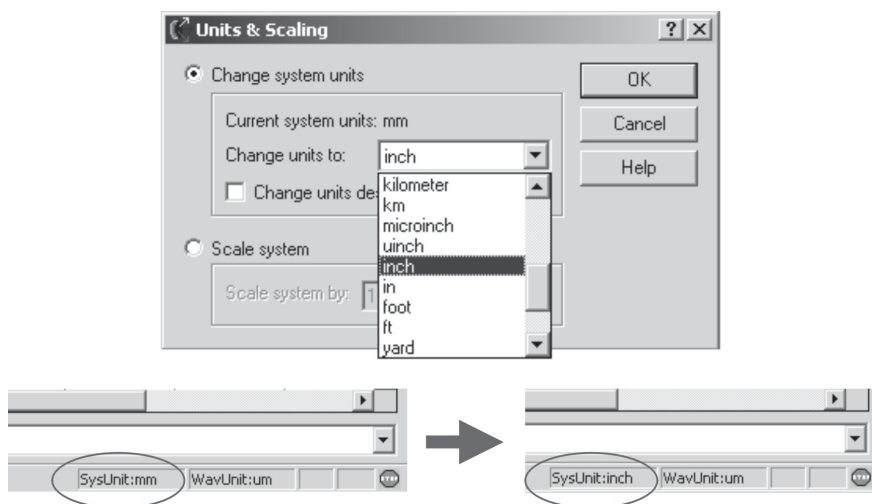 Units & Scaling
Change system units
OK
Current system units: mm
Cancel
Change units to: inch
Help
Change units de
kilometer
km
microinch
uinch
inch
in
foot
ft
yard
Scale system
Scale system by: 1
SysUnit:mm WavUnit:um
SysUnit:inch WavUnit:um